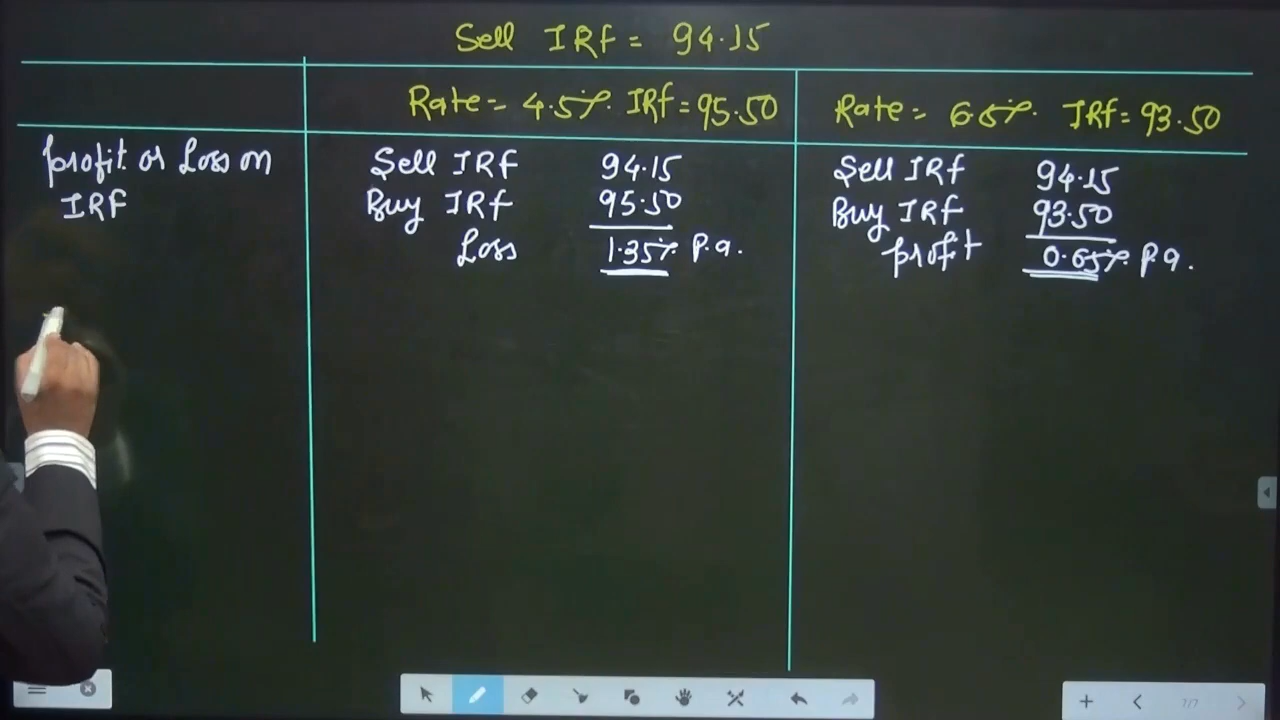 Sell IRf = 94.15
Rate = 4.5% IRf = 95.50
Rate = 6.5% IRf = 93.50
profit or Loss on
IRF
Sell IRF 94.15
Buy IRF 95.50
Loss 1.35% P.a.
Sell IRF 94.15
Buy IRF 93.50
profit 0.65% P.a.